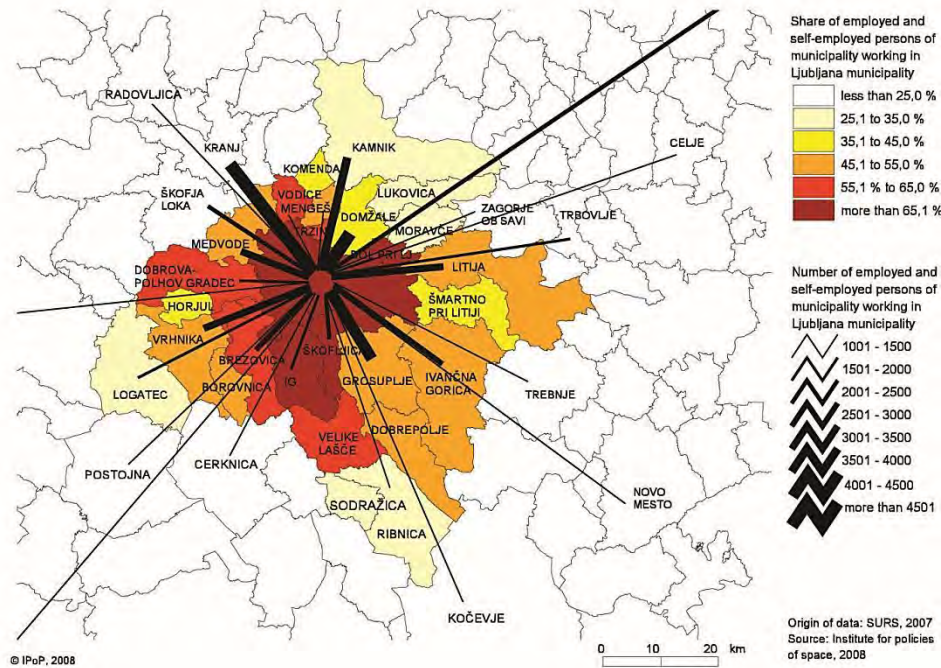 RADOVLJICA
KRANJ
KAMNIK
CELJE
KOMENDA
ŠKOFJA
LOKA
VODICE
MENGEŠ
LUKOVICA
ZAGORJE
OB SAVI
TRBOVLJE
DOMŽALE
TRZIN
MORAVČE
MEDVODE
DOL PRI LJ
LITIJA
DOBROVA-
POLHOV GRADEC
HORJUL
ŠMARTNO
PRI LITIJI
VRHNIKA
BREZOVICA
ŠKOFLJICA
LOGATEC
BOROVNICA
IG
GROSUPLJE
IVANČNA
GORICA
TREBNJE
DOBREPOLJE
VELIKE
LAŠČE
POSTOJNA
CERKNICA
NOVO
MESTO
SODRAŽICA
RIBNICA
KOČEVJE
© IPoP, 2008
0 10 20 km
Share of employed and
self-employed persons of
municipality working in
Ljubljana municipality
less than 25,0 %
25,1 to 35,0 %
35,1 to 45,0 %
45,1 to 55,0 %
55,1 % to 65,0 %
more than 65,1 %
Number of employed and
self-employed persons of
municipality working in
Ljubljana municipality
1001 - 1500
1501 - 2000
2001 - 2500
2501 - 3000
3001 - 3500
3501 - 4000
4001 - 4500
more than 4501
Origin of data: SURS, 2007
Source: Institute for policies
of space, 2008